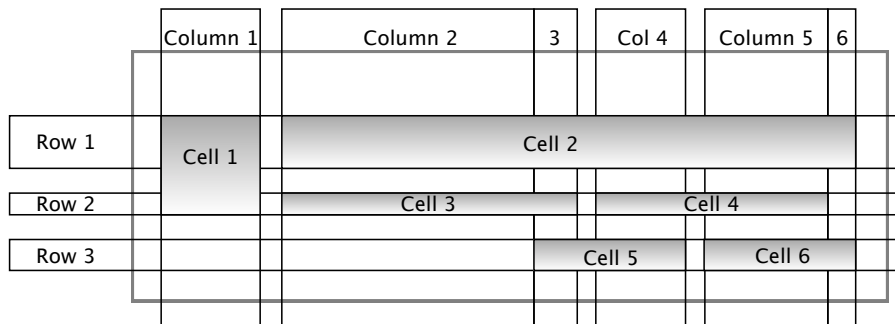 Column 1 Column 2 3 Col 4 Column 5 6
Row 1 Cell 1 Cell 2
Row 2 Cell 3 Cell 4
Row 3 Cell 5 Cell 6